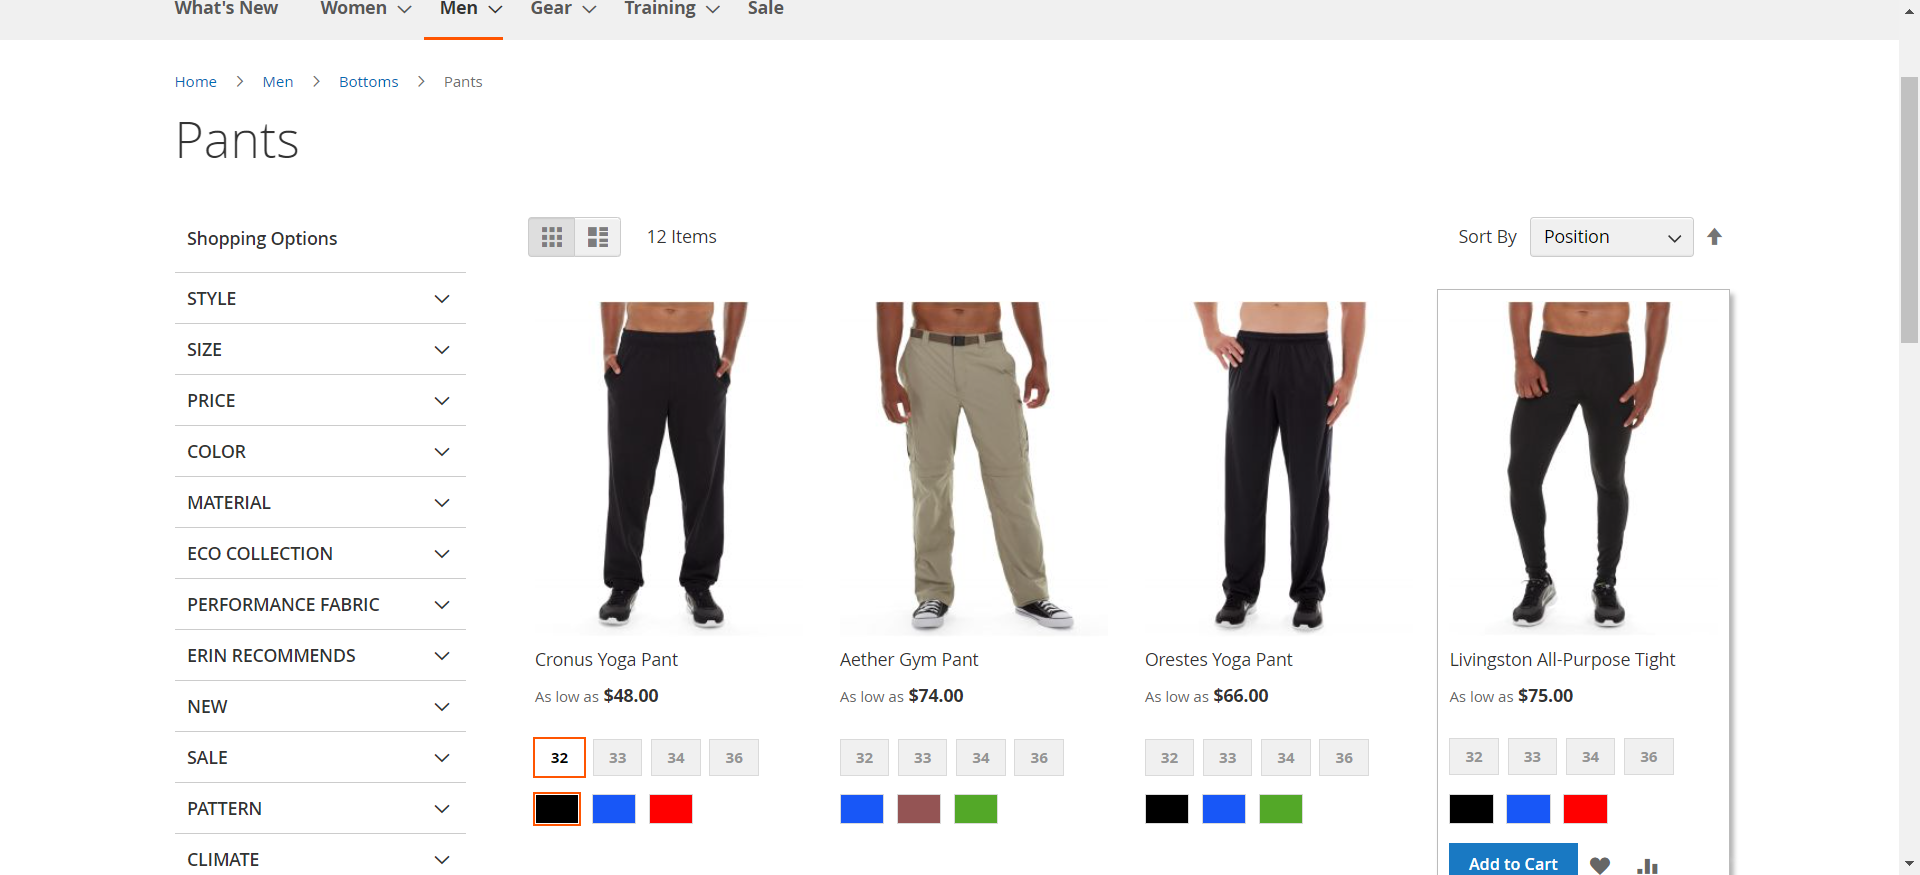 What's New Women Men Gear Training Sale
Home Men Bottoms Pants
Pants
Shopping Options
STYLE
SIZE
PRICE
COLOR
MATERIAL
ECO COLLECTION
PERFORMANCE FABRIC
ERIN RECOMMENDS
NEW
SALE
PATTERN
CLIMATE
12 Items
Sort By Position
Cronus Yoga Pant
As low as $48.00
32 33 34 36
Aether Gym Pant
As low as $74.00
32 33 34 36
Orestes Yoga Pant
As low as $66.00
32 33 34 36
Livingston All-Purpose Tight
As low as $75.00
32 33 34 36
Add to Cart